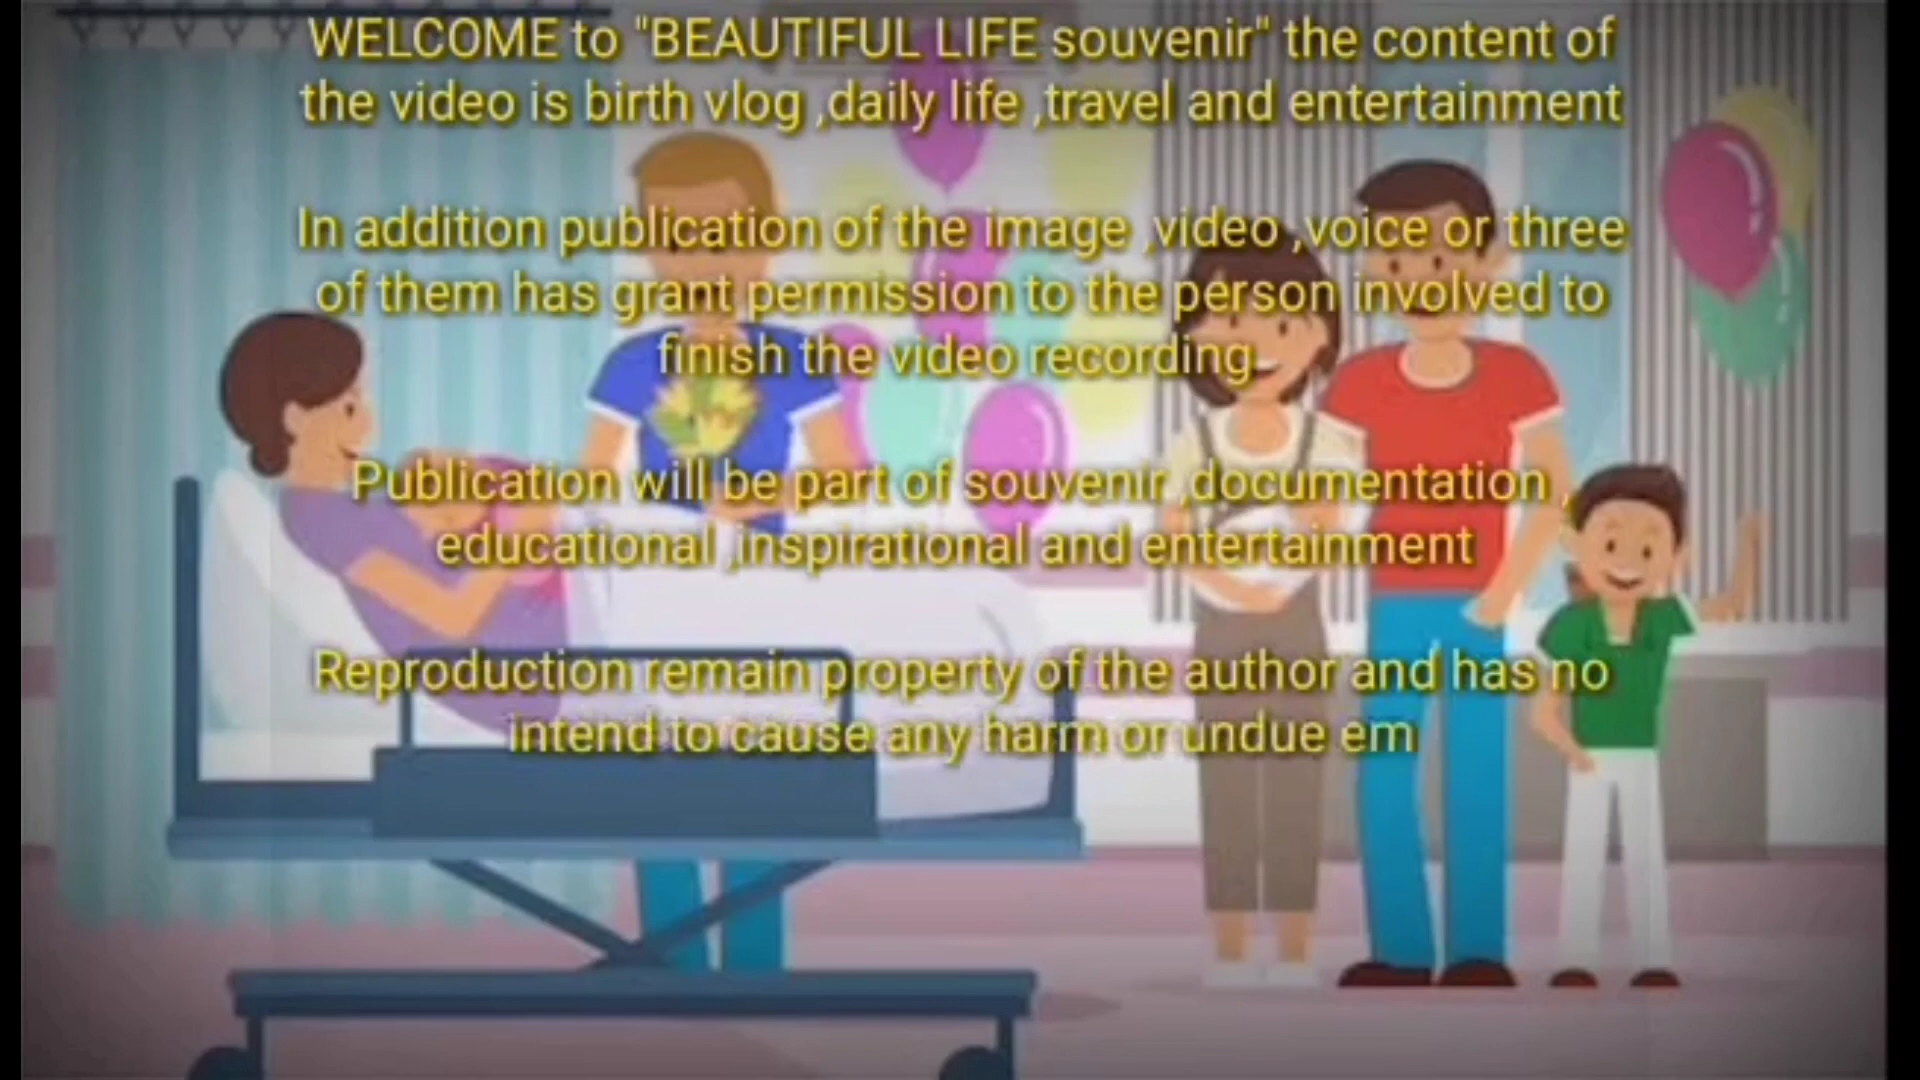 WELCOME to "BEAUTIFUL LIFE souvenir" the content of
the video is birth vlog ,daily life ,travel and entertainment
In addition publication of the image ,video ,voice or three
of them has grant permission to the person involved to
finish the video recording
Publication will be part of souvenir ,documentation ,
educational ,inspirational and entertainment
Reproduction remain property of the author and has no
intend to cause any harm or undue em